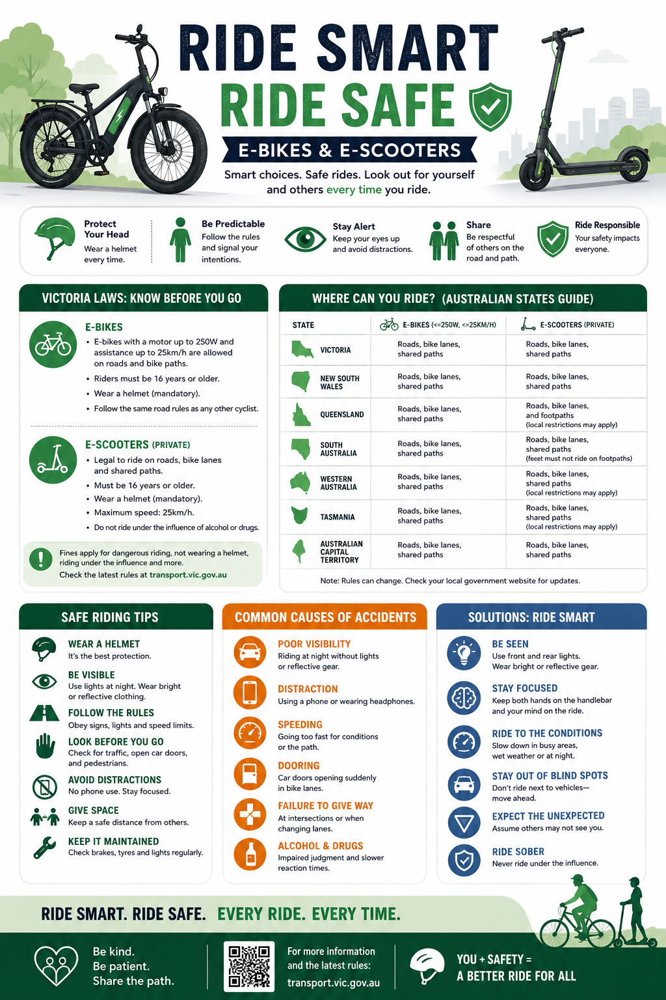 RIDE SMART
RIDE SAFE
E-BIKES & E-SCOOTERS
Smart choices. Safe rides. Look out for yourself
and others every time you ride.
Protect
Your Head
Wear a helmet
every time.
Be Predictable
Follow the rules
and signal your
intentions.
Stay Alert
Keep your eyes up
and avoid distractions.
Share
Be respectful
of others on the
road and path.
Ride Responsible
Your safety impacts
everyone.
VICTORIA LAWS: KNOW BEFORE YOU GO
E-BIKES
• E-bikes with a motor up to 250W and
assistance up to 25km/h are allowed
on roads and bike paths.
• Riders must be 16 years or older.
• Wear a helmet (mandatory).
• Follow the same road rules as any other cyclist.
E-SCOOTERS (PRIVATE)
• Legal to ride on roads, bike lanes
and shared paths.
• Must be 16 years or older.
• Wear a helmet (mandatory).
• Maximum speed: 25km/h.
• Do not ride under the influence of alcohol or drugs.
Fines apply for dangerous riding, not wearing a helmet,
riding under the influence and more.
Check the latest rules at transport.vic.gov.au
WHERE CAN YOU RIDE? (AUSTRALIAN STATES GUIDE)
STATE
E-BIKES (<=250W, <=25KM/H)
E-SCOOTERS (PRIVATE)
VICTORIA
Roads, bike lanes,
shared paths
Roads, bike lanes,
shared paths
NEW SOUTH
WALES
Roads, bike lanes,
shared paths
Roads, bike lanes,
shared paths
QUEENSLAND
Roads, bike lanes,
shared paths
Roads, bike lanes,
and footpaths
(local restrictions may apply)
SOUTH
AUSTRALIA
Roads, bike lanes,
shared paths
Roads, bike lanes,
shared paths
(feeet must not ride on footpaths)
WESTERN
AUSTRALIA
Roads, bike lanes,
shared paths
Roads, bike lanes,
shared paths
(local restrictions may apply)
TASMANIA
Roads, bike lanes,
shared paths
Roads, bike lanes,
shared paths
(local restrictions may apply)
AUSTRALIAN
CAPITAL
TERRITORY
Roads, bike lanes,
shared paths
Roads, bike lanes,
shared paths
Note: Rules can change. Check your local government website for updates.
SAFE RIDING TIPS
WEAR A HELMET
It's the best protection.
BE VISIBLE
Use lights at night. Wear bright
or reflective clothing.
FOLLOW THE RULES
Obey signs, lights and speed limits.
LOOK BEFORE YOU GO
Check for traffic, open car doors,
and pedestrians.
AVOID DISTRACTIONS
No phone use. Stay focused.
GIVE SPACE
Keep a safe distance from others.
KEEP IT MAINTAINED
Check brakes, tyres and lights regularly.
COMMON CAUSES OF ACCIDENTS
POOR VISIBILITY
Riding at night without lights
or reflective gear.
DISTRACTION
Using a phone or wearing headphones.
SPEEDING
Going too fast for conditions
or the path.
DOORING
Car doors opening suddenly
in bike lanes.
FAILURE TO GIVE WAY
At intersections or when
changing lanes.
ALCOHOL & DRUGS
Impaired judgment and slower
reaction times.
SOLUTIONS: RIDE SMART
BE SEEN
Use front and rear lights.
Wear bright or reflective gear.
STAY FOCUSED
Keep both hands on the handlebar
and your mind on the ride.
RIDE TO THE CONDITIONS
Slow down in busy areas,
wet weather or at night.
STAY OUT OF BLIND SPOTS
Don't ride next to vehicles—
move ahead.
EXPECT THE UNEXPECTED
Assume others may not see you.
RIDE SOBER
Never ride under the influence.
RIDE SMART. RIDE SAFE. EVERY RIDE. EVERY TIME.
Be kind.
Be patient.
Share the path.
For more information
and the latest rules:
transport.vic.gov.au
YOU + SAFETY =
A BETTER RIDE FOR ALL